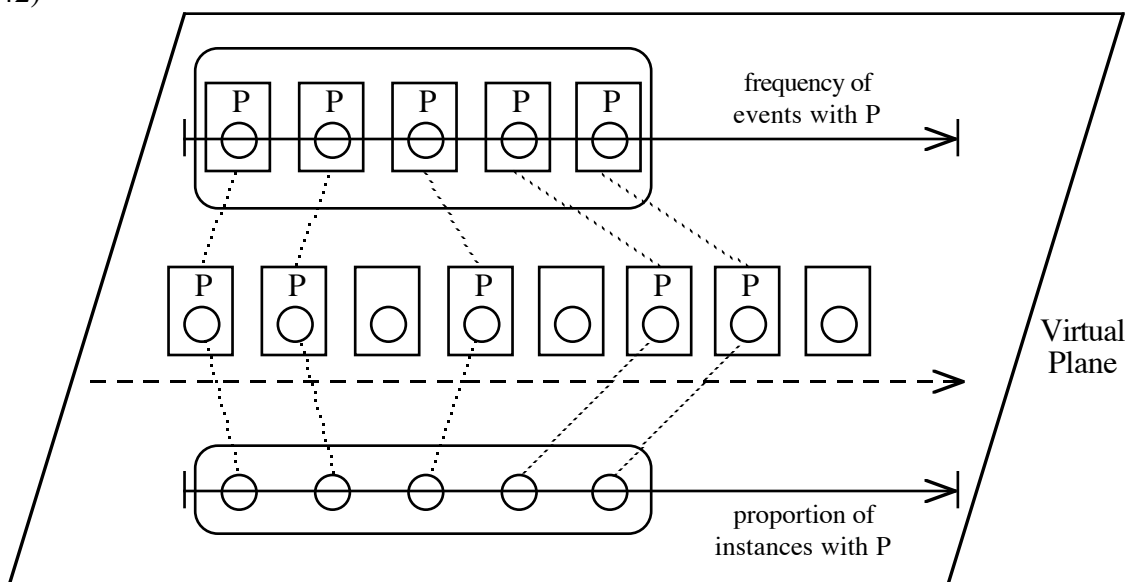 P P P P P
frequency of
events with P
P P P P P
Virtual
Plane
proportion of
instances with P